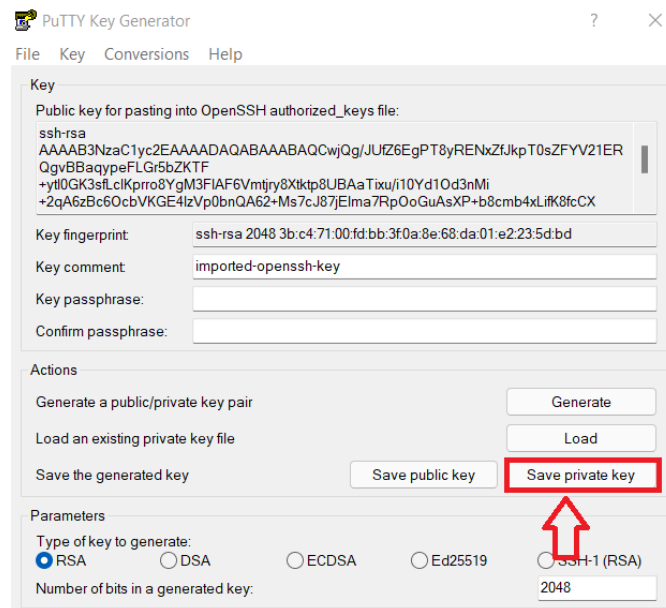 PuTTY Key Generator
File Key Conversions Help
Key
Public key for pasting into OpenSSH authorized_keys file:
ssh-rsa
AAAAB3NzaC1yc2EAAAADAQABAAABAQCwjQg/JUfZ6EgPT8yRENxZfJkpT0sZFYV21ER
QgvBBaqypeFLGr5bZKTF
+ytl0GK3sfLclKprro8YgM3FlAF6Vmtjry8Xtktp8UBAaTixu/i10Yd1Od3nMi
+2qA6zBc6OcbVKGE4lzVp0bnQA62+Ms7cJ87jElma7RpOoGuAsXP+b8cmb4xLifK8fcCX
Key fingerprint: ssh-rsa 2048 3b:c4:71:00:fd:bb:3f:0a:8e:68:da:01:e2:23:5d:bd
Key comment: imported-openssh-key
Key passphrase:
Confirm passphrase:
Actions
Generate a public/private key pair Generate
Load an existing private key file Load
Save the generated key Save public key Save private key
Parameters
Type of key to generate:
RSA DSA ECDSA Ed25519 SSH-1 (RSA)
Number of bits in a generated key: 2048